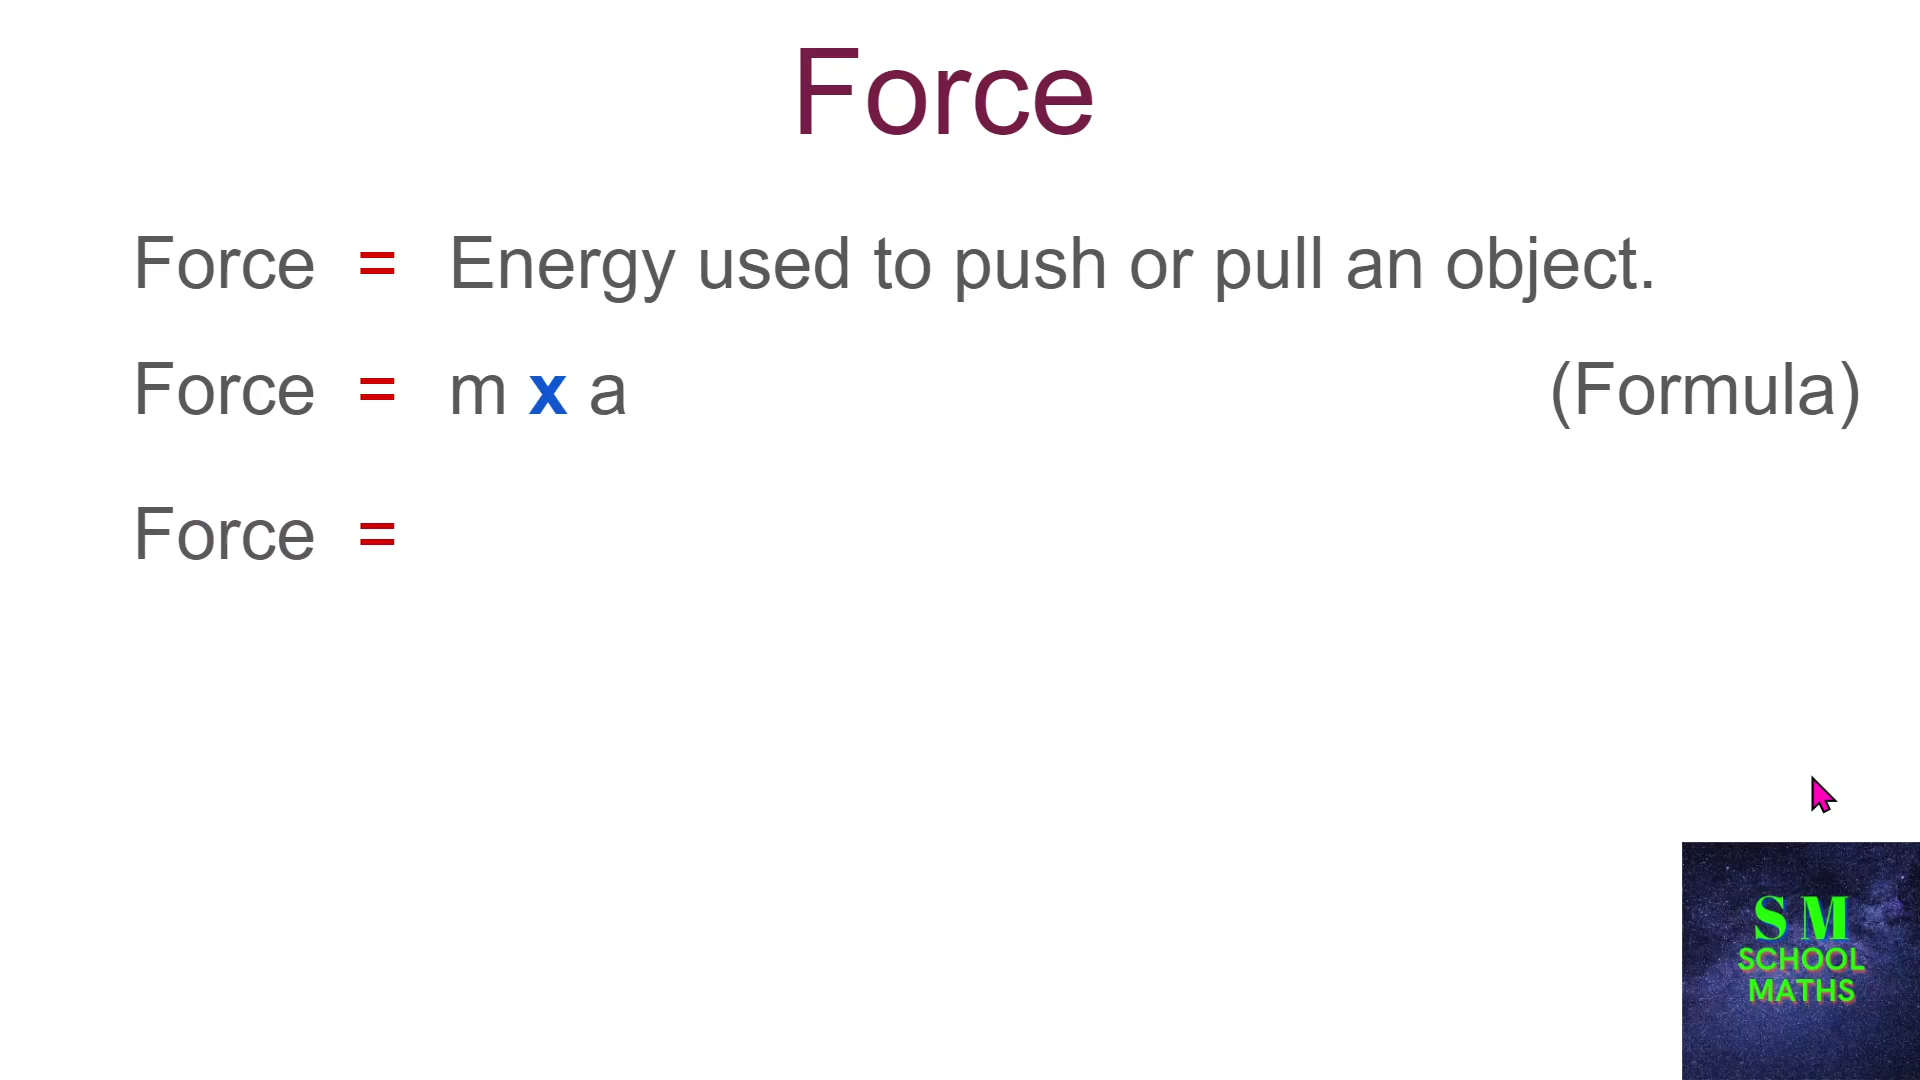 Force
Force = Energy used to push or pull an object.
Force = m x a (Formula)
Force =
S M
SCHOOL
MATHS